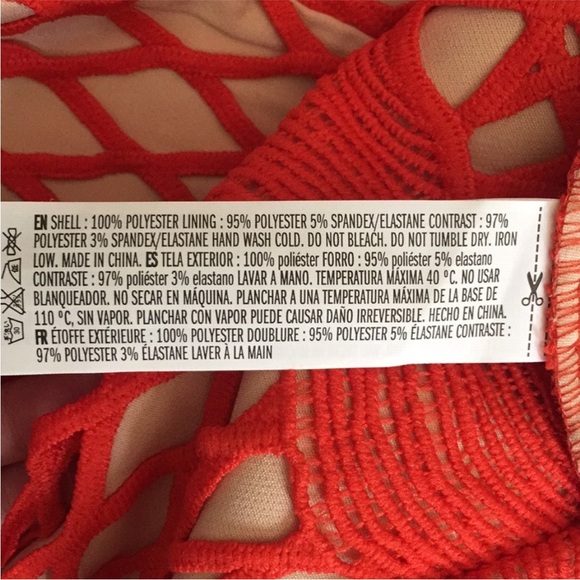 EN SHELL : 100% POLYESTER LINING : 95% POLYESTER 5% SPANDEX/ELASTANE CONTRAST : 97%
POLYESTER 3% SPANDEX/ELASTANE HAND WASH COLD. DO NOT BLEACH. DO NOT TUMBLE DRY. IRON
LOW. MADE IN CHINA. ES TELA EXTERIOR : 100% poliéster FORRO : 95% poliéster 5% elastano
CONTRASTE : 97% poliéster 3% elastano LAVAR A MANO. TEMPERATURA MÁXIMA 40 ºC. NO USAR
BLANQUEADOR. NO SECAR EN MÁQUINA. PLANCHAR A UNA TEMPERATURA MÁXIMA DE LA BASE DE
110 ºC, SIN VAPOR. PLANCHAR CON VAPOR PUEDE CAUSAR DAÑO IRREVERSIBLE. HECHO EN CHINA.
FR ÉTOFFE EXTÉRIEURE : 100% POLYESTER DOUBLURE : 95% POLYESTER 5% ÉLASTANE CONTRASTE :
97% POLYESTER 3% ÉLASTANE LAVER À LA MAIN